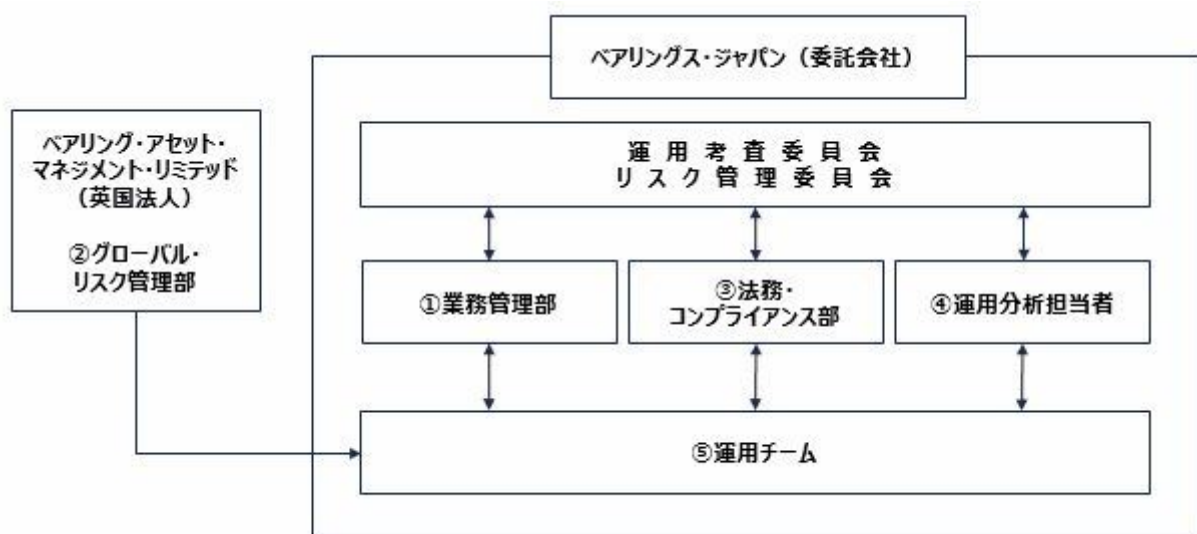 ベアリングス・ジャパン（委託会社）
ベアリング・アセット・
マネジメント・リミテッド
（英国法人）
②グローバル・
リスク管理部
運用考査委員会
リスク管理委員会
①業務管理部
③法務・
コンプライアンス部
④運用分析担当者
⑤運用チーム